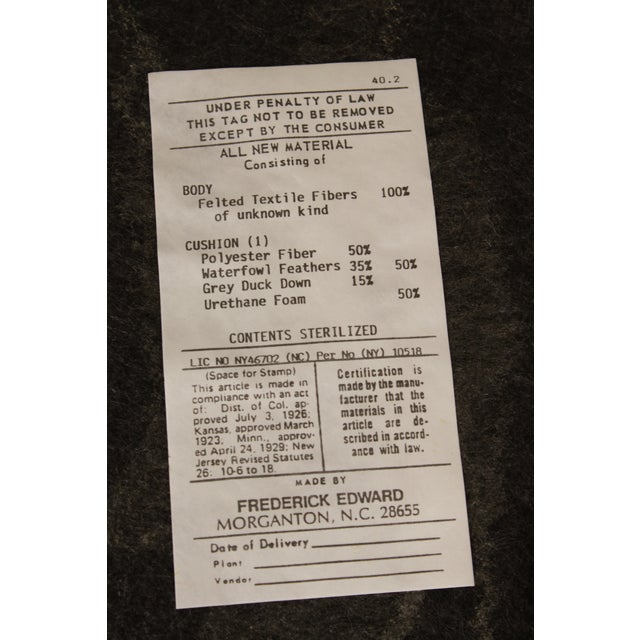 40.2
UNDER PENALTY OF LAW
THIS TAG NOT TO BE REMOVED
EXCEPT BY THE CONSUMER
ALL NEW MATERIAL
Consisting of
BODY
Felted Textile Fibers 100%
of unknown kind
CUSHION (1)
Polyester Fiber 50%
Waterfowl Feathers 35% 50%
Grey Duck Down 15%
Urethane Foam 50%
CONTENTS STERILIZED
LIC NO NY46702 (NC) Per No (NY) 10518
(Space for Stamp)
This article is made in
compliance with an act
of: Dist. of Col. ap-
proved July 3, 1926;
Kansas, approved March
1923; Minn., approv-
ed April 24, 1929; New
Jersey Revised Statutes
26: 10-6 to 18.
Certification is
made by the manu-
facturer that the
materials in this
article are de-
scribed in accord-
ance with law.
MADE BY
FREDERICK EDWARD
MORGANTON, N.C. 28655
Date of Delivery
Plant
Vendor